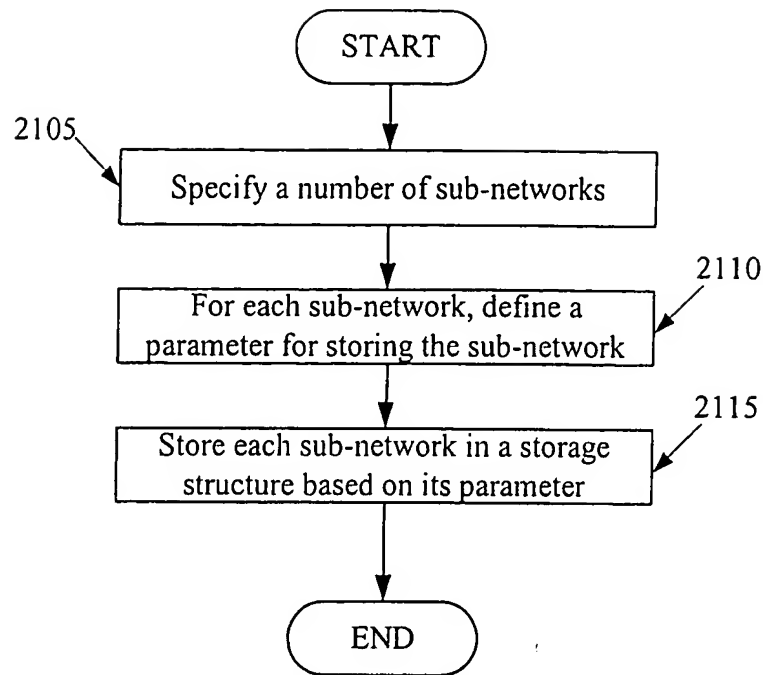 START
2105
Specify a number of sub-networks
2110
For each sub-network, define a
parameter for storing the sub-network
2115
Store each sub-network in a storage
structure based on its parameter
END